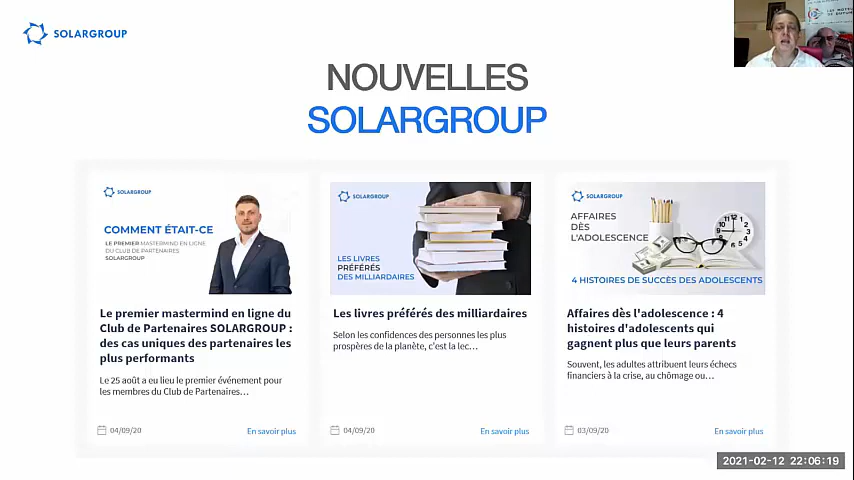 SOLARGROUP
NOUVELLES
SOLARGROUP
SOLARGROUP
COMMENT ÉTAIT-CE
LE PREMIER MASTERMIND EN LIGNE
DU CLUB DE PARTENAIRES
SOLARGROUP
Le premier mastermind en ligne du
Club de Partenaires SOLARGROUP :
des cas uniques des partenaires les
plus performants
Le 25 août a eu lieu le premier événement pour
les membres du Club de Partenaires…
04/09/20
En savoir plus
SOLARGROUP
LES LIVRES
PRÉFÉRÉS
DES MILLIARDAIRES
Les livres préférés des milliardaires
Selon les confidences des personnes les plus
prospères de la planète, c'est la lec…
04/09/20
En savoir plus
SOLARGROUP
AFFAIRES
DÈS
L'ADOLESCENCE
4 HISTOIRES DE SUCCÈS DES ADOLESCENTS
Affaires dès l'adolescence : 4
histoires d'adolescents qui
gagnent plus que leurs parents
Souvent, les adultes attribuent leurs échecs
financiers à la crise, au chômage ou…
03/09/20
En savoir plus
2021-02-12 22:06:19